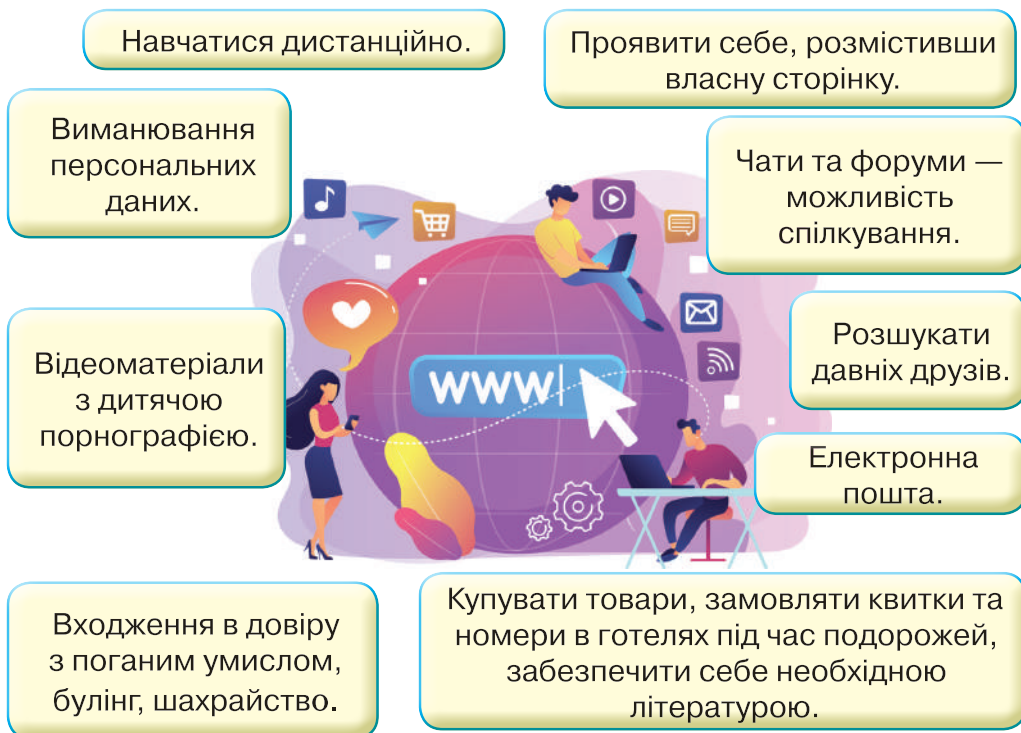 Навчатися дистанційно.
Проявити себе, розмістивши
власну сторінку.
Виманювання
персональних
даних.
Чати та форуми —
можливість
спілкування.
Відеоматеріали
з дитячою
порнографією.
WWW
Розшукати
давніх друзів.
Електронна
пошта.
Входження в довіру
з поганим умислом,
булінг, шахрайство.
Купувати товари, замовляти квитки та
номери в готелях під час подорожей,
забезпечити себе необхідною
літературою.